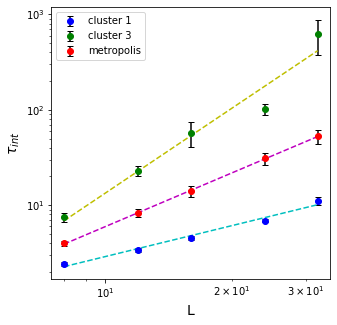 cluster 1
cluster 3
metropolis
10³
10²
10¹
τ_int
10¹
2 × 10¹
3 × 10¹
L